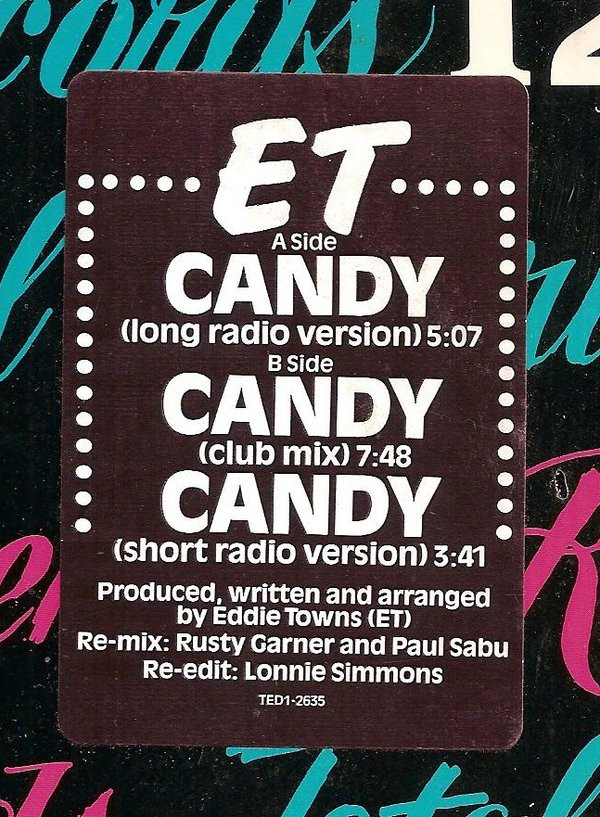 cords 12
ET
A Side
CANDY
(long radio version) 5:07
B Side
CANDY
(club mix) 7:48
CANDY
(short radio version) 3:41
Produced, written and arranged
by Eddie Towns (ET)
Re-mix: Rusty Garner and Paul Sabu
Re-edit: Lonnie Simmons
TED1-2635